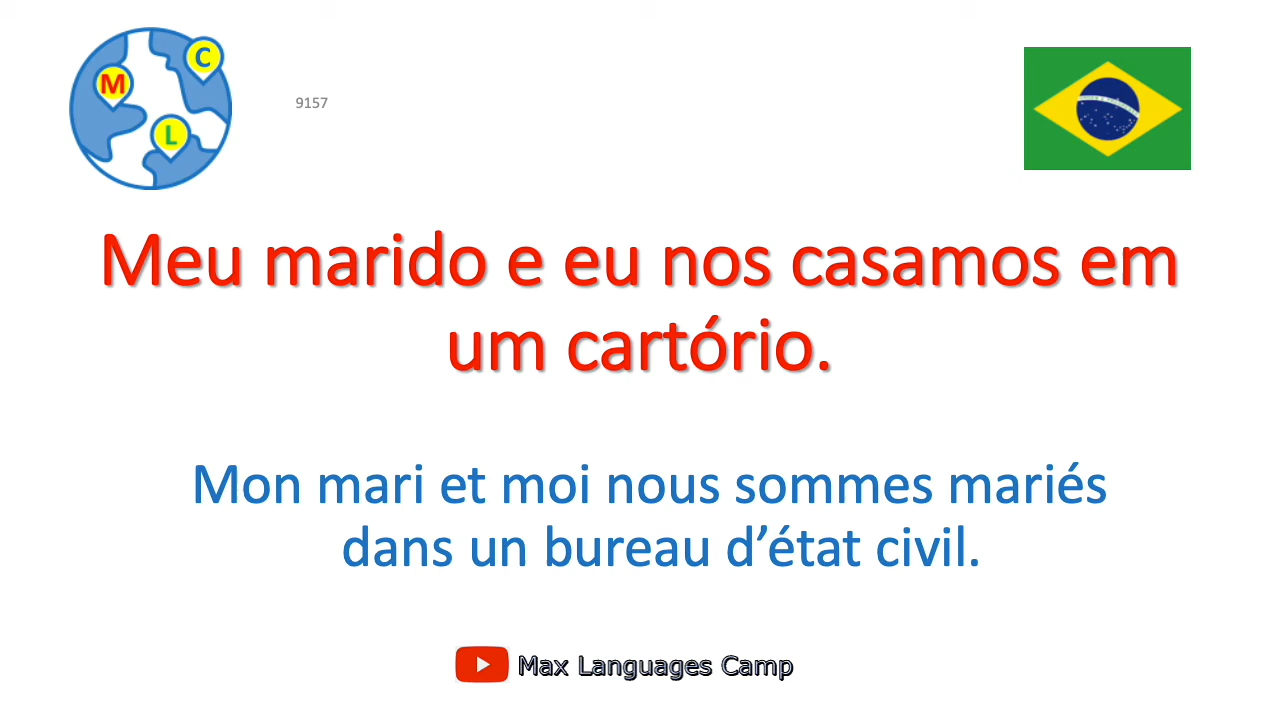 C
M
L
9157
Meu marido e eu nos casamos em
um cartório.
Mon mari et moi nous sommes mariés
dans un bureau d’état civil.
Max Languages Camp